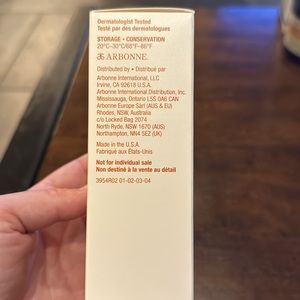 Dermatologist Tested
Testé par des dermatologues
STORAGE • CONSERVATION
20°C–30°C/68°F–86°F
ARBONNE.
Distributed by • Distribué par
Arbonne International, LLC
Irvine, CA 92618 U.S.A.
Arbonne International Distribution, Inc.
Mississauga, Ontario L5S 0A6 CAN
Arbonne Europe Sàrl (AUS & EU)
Rhodes, NSW, Australia
c/o Locked Bag 2074
North Ryde, NSW 1670 (AUS)
Northampton, NN4 5EZ (UK)
Made in the U.S.A.
Fabriqué aux États-Unis
Not for individual sale
Non destiné à la vente au détail
3954R02 01-02-03-04